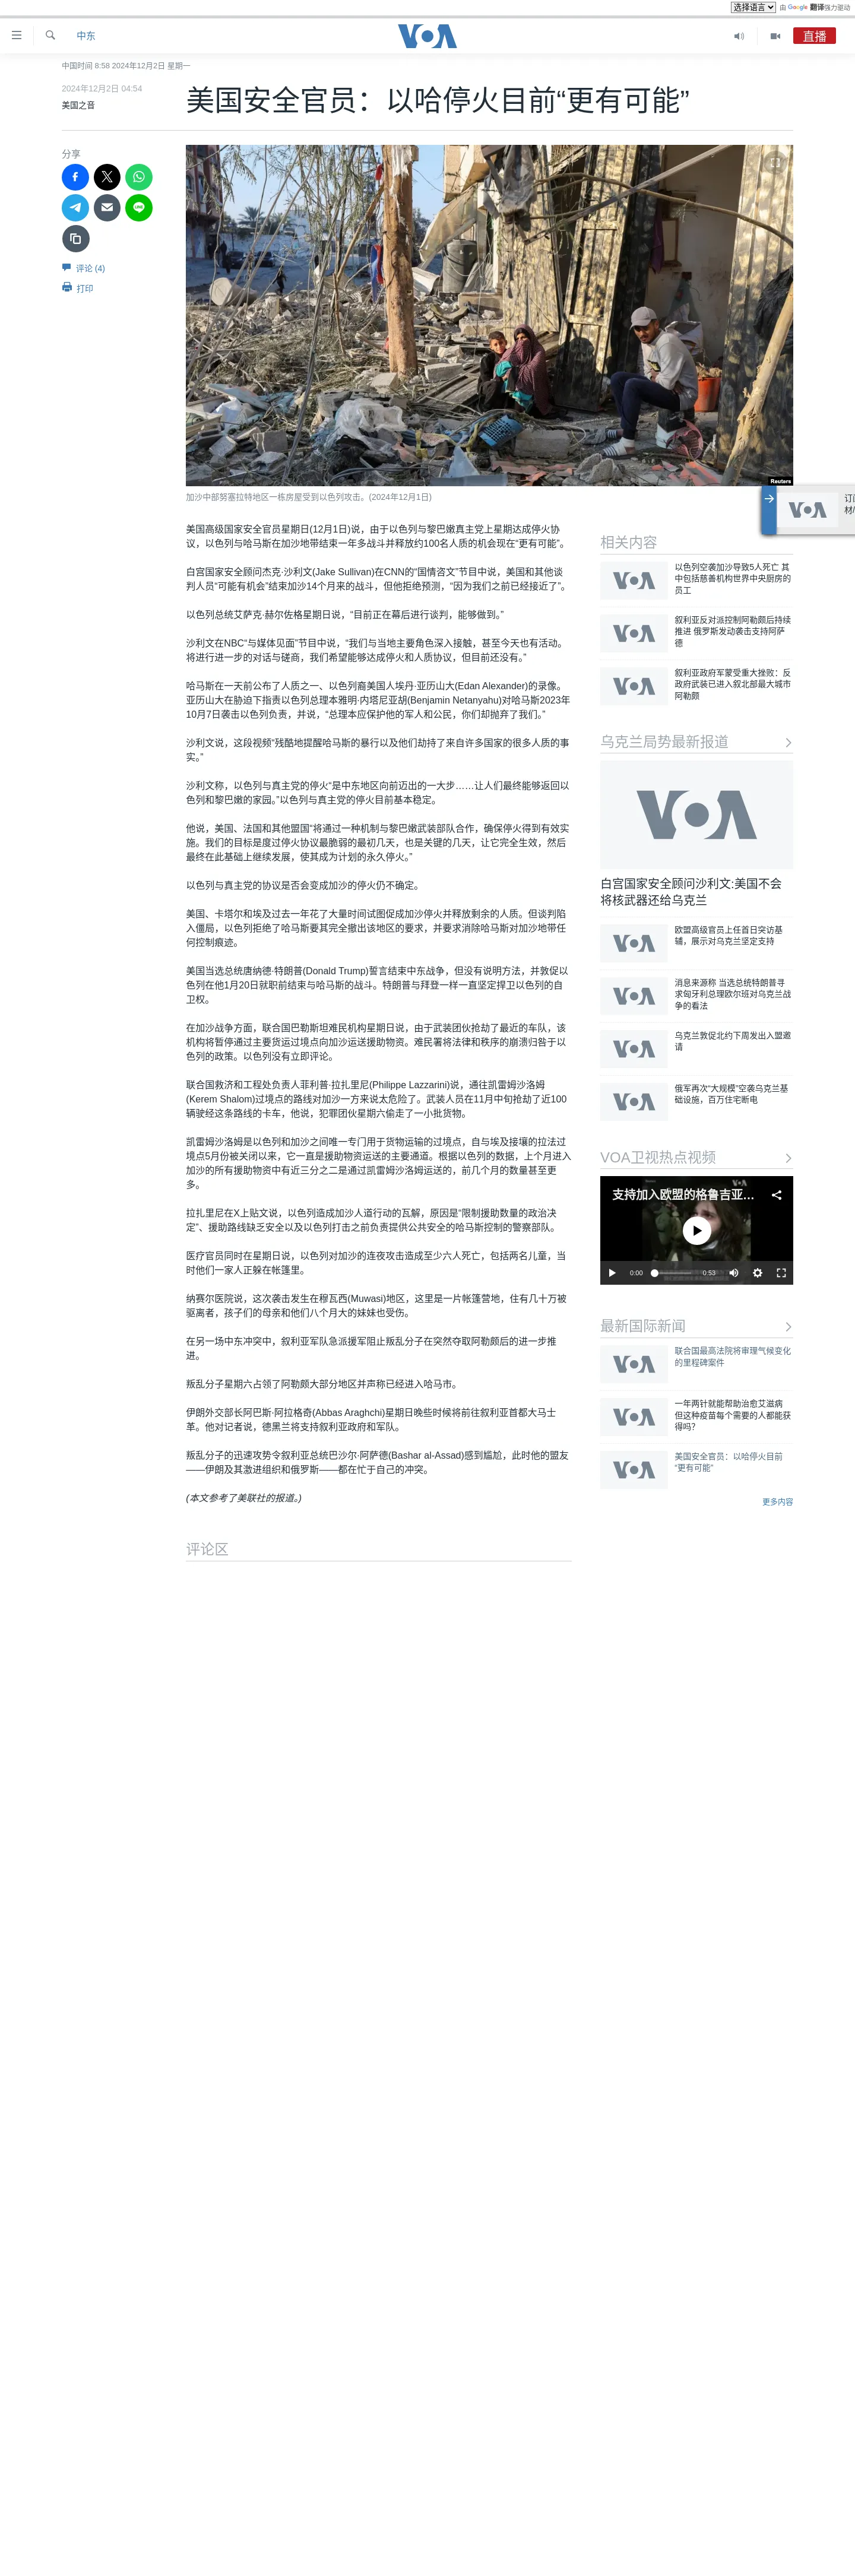 选择语言 由 Google 翻译强力驱动
中东
VOA
直播
中国时间 8:58 2024年12月2日 星期一
2024年12月2日 04:54
美国之音
美国安全官员：以哈停火目前“更有可能”
分享
评论 (4)
打印
Reuters
加沙中部努塞拉特地区一栋房屋受到以色列攻击。(2024年12月1日)
美国高级国家安全官员星期日(12月1日)说，由于以色列与黎巴嫩真主党上星期达成停火协
议，以色列与哈马斯在加沙地带结束一年多战斗并释放约100名人质的机会现在“更有可能”。
白宫国家安全顾问杰克·沙利文(Jake Sullivan)在CNN的“国情咨文”节目中说，美国和其他谈
判人员“可能有机会”结束加沙14个月来的战斗，但他拒绝预测，“因为我们之前已经接近了”。
以色列总统艾萨克·赫尔佐格星期日说，“目前正在幕后进行谈判，能够做到。”
沙利文在NBC“与媒体见面”节目中说，“我们与当地主要角色深入接触，甚至今天也有活动。
将进行进一步的对话与磋商，我们希望能够达成停火和人质协议，但目前还没有。”
哈马斯在一天前公布了人质之一、以色列裔美国人埃丹·亚历山大(Edan Alexander)的录像。
亚历山大在胁迫下指责以色列总理本雅明·内塔尼亚胡(Benjamin Netanyahu)对哈马斯2023年
10月7日袭击以色列负责，并说，“总理本应保护他的军人和公民，你们却抛弃了我们。”
沙利文说，这段视频“残酷地提醒哈马斯的暴行以及他们劫持了来自许多国家的很多人质的事
实。”
沙利文称，以色列与真主党的停火“是中东地区向前迈出的一大步……让人们最终能够返回以
色列和黎巴嫩的家园。”以色列与真主党的停火目前基本稳定。
他说，美国、法国和其他盟国“将通过一种机制与黎巴嫩武装部队合作，确保停火得到有效实
施。我们的目标是度过停火协议最脆弱的最初几天，也是关键的几天，让它完全生效，然后
最终在此基础上继续发展，使其成为计划的永久停火。”
以色列与真主党的协议是否会变成加沙的停火仍不确定。
美国、卡塔尔和埃及过去一年花了大量时间试图促成加沙停火并释放剩余的人质。但谈判陷
入僵局，以色列拒绝了哈马斯要其完全撤出该地区的要求，并要求消除哈马斯对加沙地带任
何控制痕迹。
美国当选总统唐纳德·特朗普(Donald Trump)誓言结束中东战争，但没有说明方法，并敦促以
色列在他1月20日就职前结束与哈马斯的战斗。特朗普与拜登一样一直坚定捍卫以色列的自
卫权。
在加沙战争方面，联合国巴勒斯坦难民机构星期日说，由于武装团伙抢劫了最近的车队，该
机构将暂停通过主要货运过境点向加沙运送援助物资。难民署将法律和秩序的崩溃归咎于以
色列的政策。以色列没有立即评论。
联合国救济和工程处负责人菲利普·拉扎里尼(Philippe Lazzarini)说，通往凯雷姆沙洛姆
(Kerem Shalom)过境点的路线对加沙一方来说太危险了。武装人员在11月中旬抢劫了近100
辆驶经这条路线的卡车，他说，犯罪团伙星期六偷走了一小批货物。
凯雷姆沙洛姆是以色列和加沙之间唯一专门用于货物运输的过境点，自与埃及接壤的拉法过
境点5月份被关闭以来，它一直是援助物资运送的主要通道。根据以色列的数据，上个月进入
加沙的所有援助物资中有近三分之二是通过凯雷姆沙洛姆运送的，前几个月的数量甚至更
多。
拉扎里尼在X上贴文说，以色列造成加沙人道行动的瓦解，原因是“限制援助数量的政治决
定”、援助路线缺乏安全以及以色列打击之前负责提供公共安全的哈马斯控制的警察部队。
医疗官员同时在星期日说，以色列对加沙的连夜攻击造成至少六人死亡，包括两名儿童，当
时他们一家人正躲在帐篷里。
纳赛尔医院说，这次袭击发生在穆瓦西(Muwasi)地区，这里是一片帐篷营地，住有几十万被
驱离者，孩子们的母亲和他们八个月大的妹妹也受伤。
在另一场中东冲突中，叙利亚军队急派援军阻止叛乱分子在突然夺取阿勒颇后的进一步推
进。
叛乱分子星期六占领了阿勒颇大部分地区并声称已经进入哈马市。
伊朗外交部长阿巴斯·阿拉格奇(Abbas Araghchi)星期日晚些时候将前往叙利亚首都大马士
革。他对记者说，德黑兰将支持叙利亚政府和军队。
叛乱分子的迅速攻势令叙利亚总统巴沙尔·阿萨德(Bashar al-Assad)感到尴尬，此时他的盟友
——伊朗及其激进组织和俄罗斯——都在忙于自己的冲突。
(本文参考了美联社的报道。)
评论区
相关内容
以色列空袭加沙导致5人死亡 其
中包括慈善机构世界中央厨房的
员工
叙利亚反对派控制阿勒颇后持续
推进 俄罗斯发动袭击支持阿萨
德
叙利亚政府军蒙受重大挫败：反
政府武装已进入叙北部最大城市
阿勒颇
乌克兰局势最新报道
VOA
白宫国家安全顾问沙利文:美国不会
将核武器还给乌克兰
欧盟高级官员上任首日突访基
辅，展示对乌克兰坚定支持
消息来源称 当选总统特朗普寻
求匈牙利总理欧尔班对乌克兰战
争的看法
乌克兰敦促北约下周发出入盟邀
请
俄军再次“大规模”空袭乌克兰基
础设施，百万住宅断电
VOA卫视热点视频
支持加入欧盟的格鲁吉亚...
0:00 0:53
最新国际新闻
联合国最高法院将审理气候变化
的里程碑案件
一年两针就能帮助治愈艾滋病
但这种疫苗每个需要的人都能获
得吗?
美国安全官员：以哈停火目前
“更有可能”
更多内容